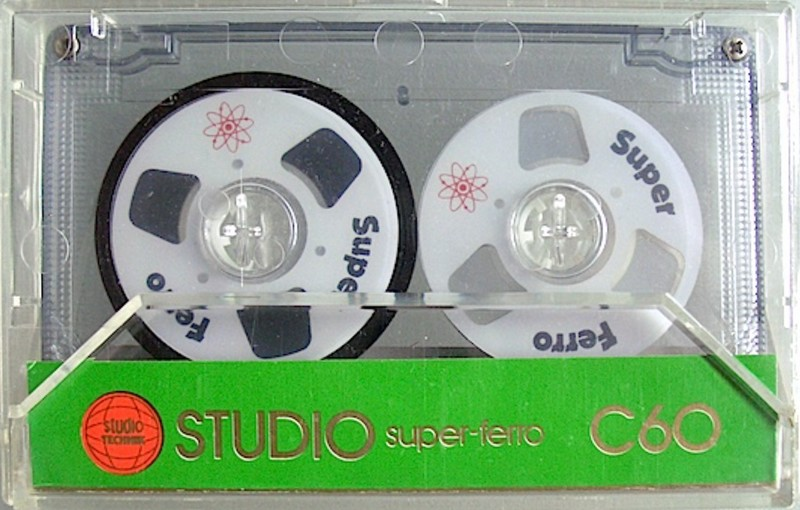 Super
Ferro
Super
Ferro
studio
TECHNIK
STUDIO super-ferro C60